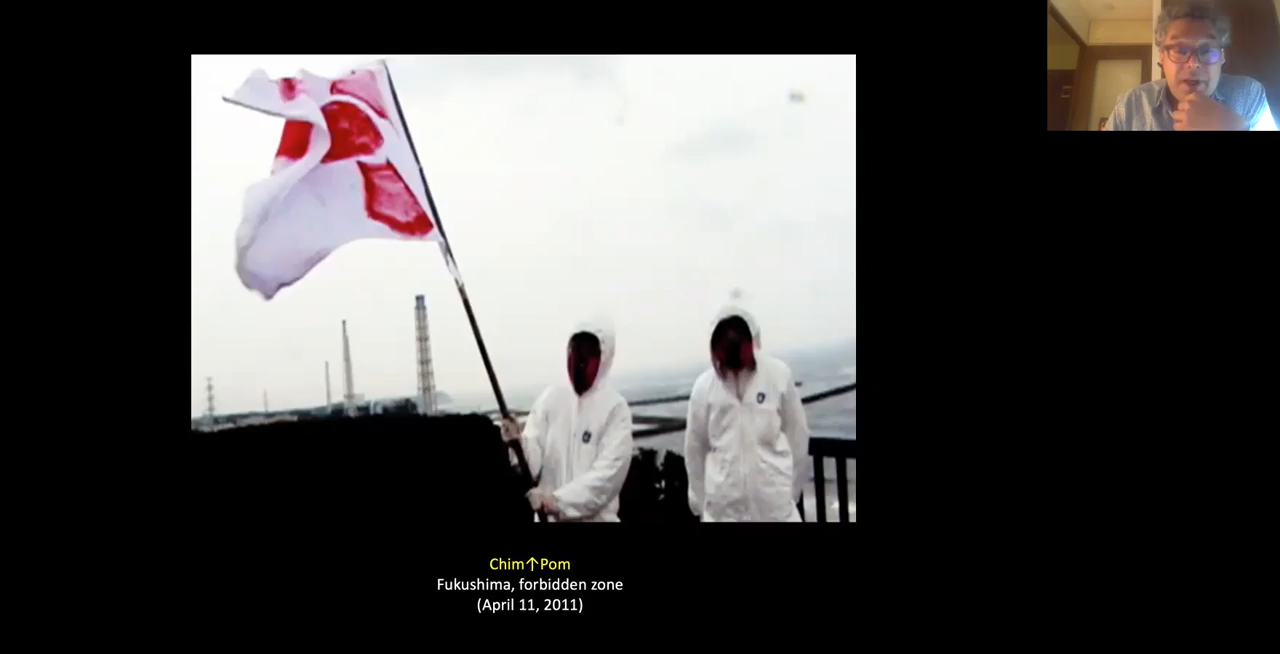 Chim↑Pom
Fukushima, forbidden zone
(April 11, 2011)